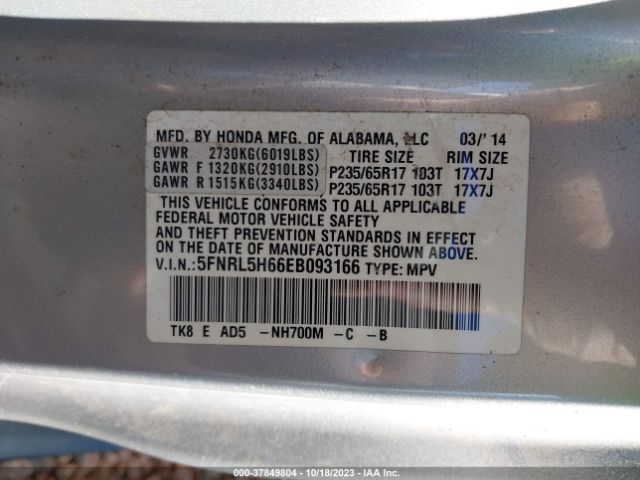 MFD. BY HONDA MFG. OF ALABAMA, LLC 03/'14
GVWR 2730KG(6019LBS) TIRE SIZE RIM SIZE
GAWR F 1320KG(2910LBS) P235/65R17 103T 17X7J
GAWR R 1515KG(3340LBS) P235/65R17 103T 17X7J
THIS VEHICLE CONFORMS TO ALL APPLICABLE
FEDERAL MOTOR VEHICLE SAFETY
AND THEFT PREVENTION STANDARDS IN EFFECT
ON THE DATE OF MANUFACTURE SHOWN ABOVE.
V.I.N.:5FNRL5H66EB093166 TYPE: MPV
TK8 E AD5 -NH700M -C -B
000-37849804 | 10/18/2023 | IAAI.COM